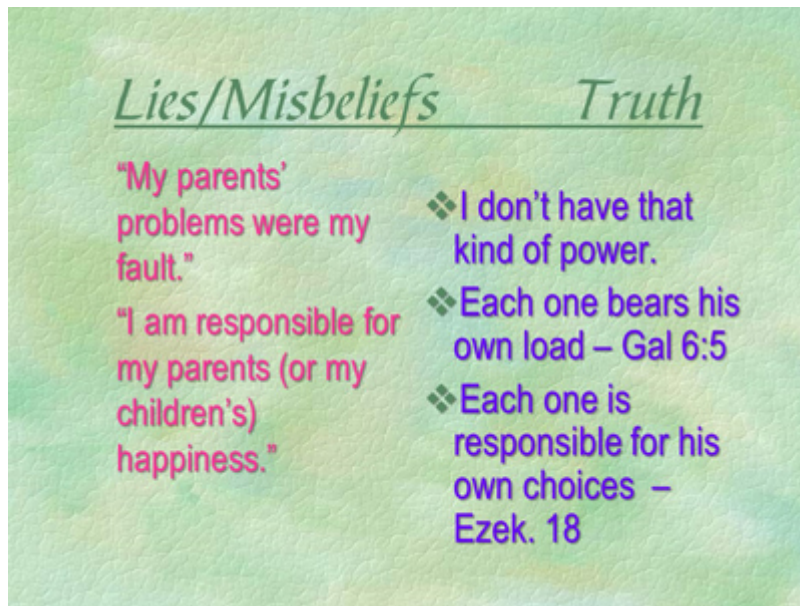 Lies/Misbeliefs Truth
“My parents’
problems were my
fault.”
“I am responsible for
my parents (or my
children’s)
happiness.”
❖I don’t have that
kind of power.
❖Each one bears his
own load – Gal 6:5
❖Each one is
responsible for his
own choices –
Ezek. 18